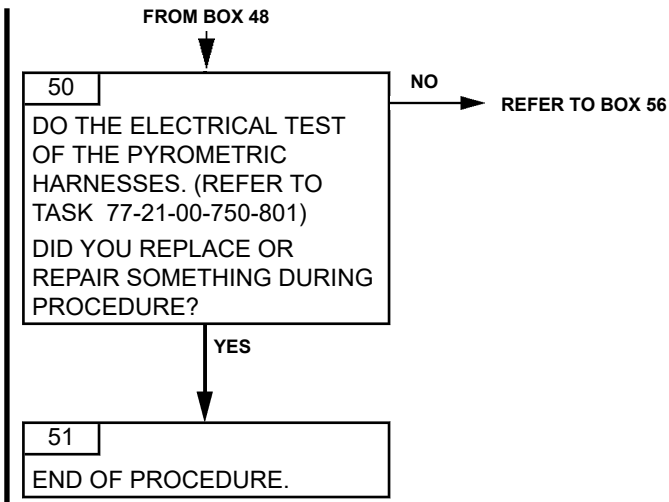 FROM BOX 48
50
DO THE ELECTRICAL TEST
OF THE PYROMETRIC
HARNESSES. (REFER TO
TASK 77-21-00-750-801)
DID YOU REPLACE OR
REPAIR SOMETHING DURING
PROCEDURE?
NO
REFER TO BOX 56
YES
51
END OF PROCEDURE.